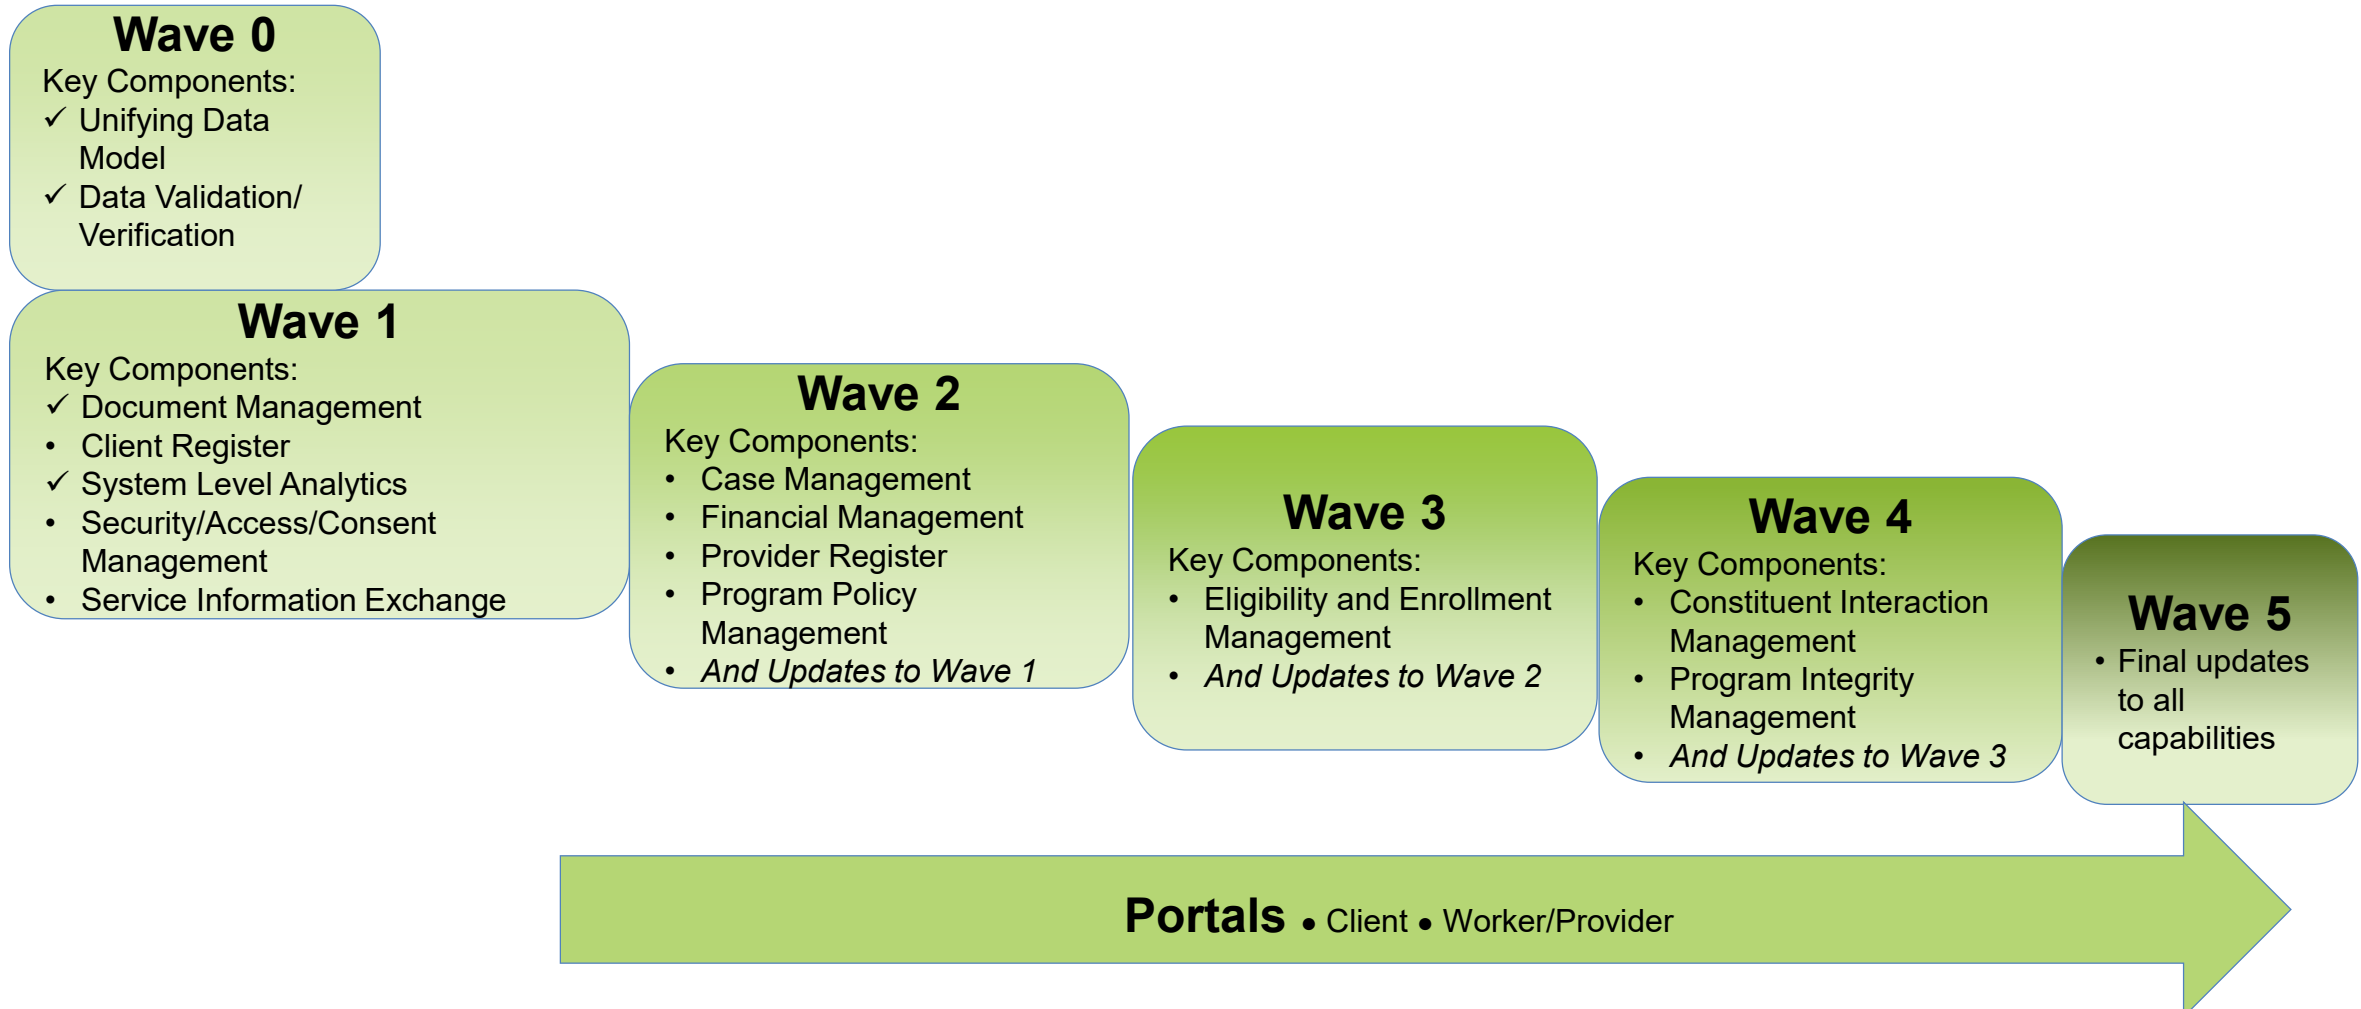 Wave 0
Key Components:
✓ Unifying Data
Model
✓ Data Validation/
Verification
Wave 1
Key Components:
✓ Document Management
• Client Register
✓ System Level Analytics
• Security/Access/Consent
Management
• Service Information Exchange
Wave 2
Key Components:
• Case Management
• Financial Management
• Provider Register
• Program Policy
Management
• And Updates to Wave 1
Wave 3
Key Components:
• Eligibility and Enrollment
Management
• And Updates to Wave 2
Wave 4
Key Components:
• Constituent Interaction
Management
• Program Integrity
Management
• And Updates to Wave 3
Wave 5
• Final updates
to all
capabilities
Portals ● Client ● Worker/Provider